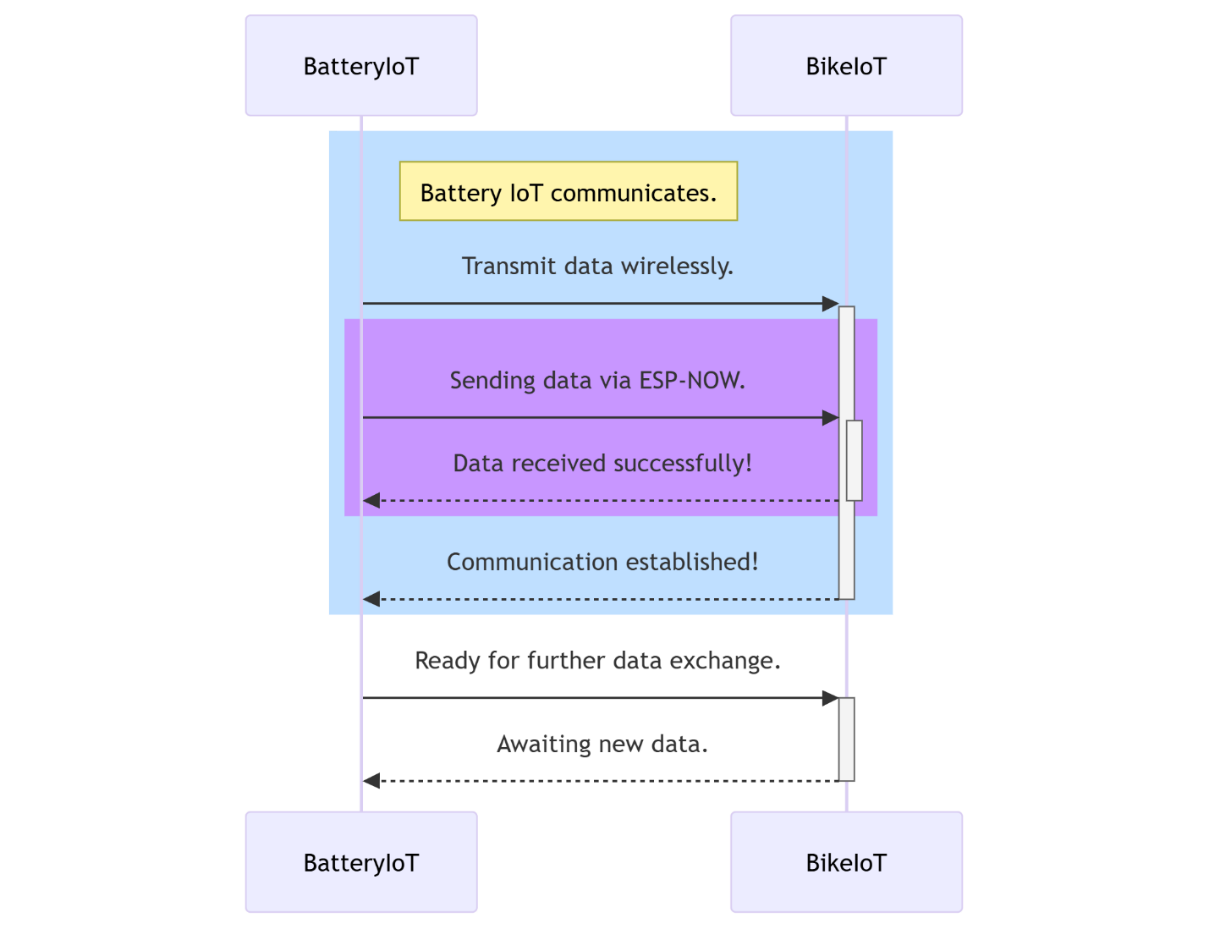 BatteryIoT
BikeIoT
Battery IoT communicates.
Transmit data wirelessly.
Sending data via ESP-NOW.
Data received successfully!
Communication established!
Ready for further data exchange.
Awaiting new data.
BatteryIoT
BikeIoT